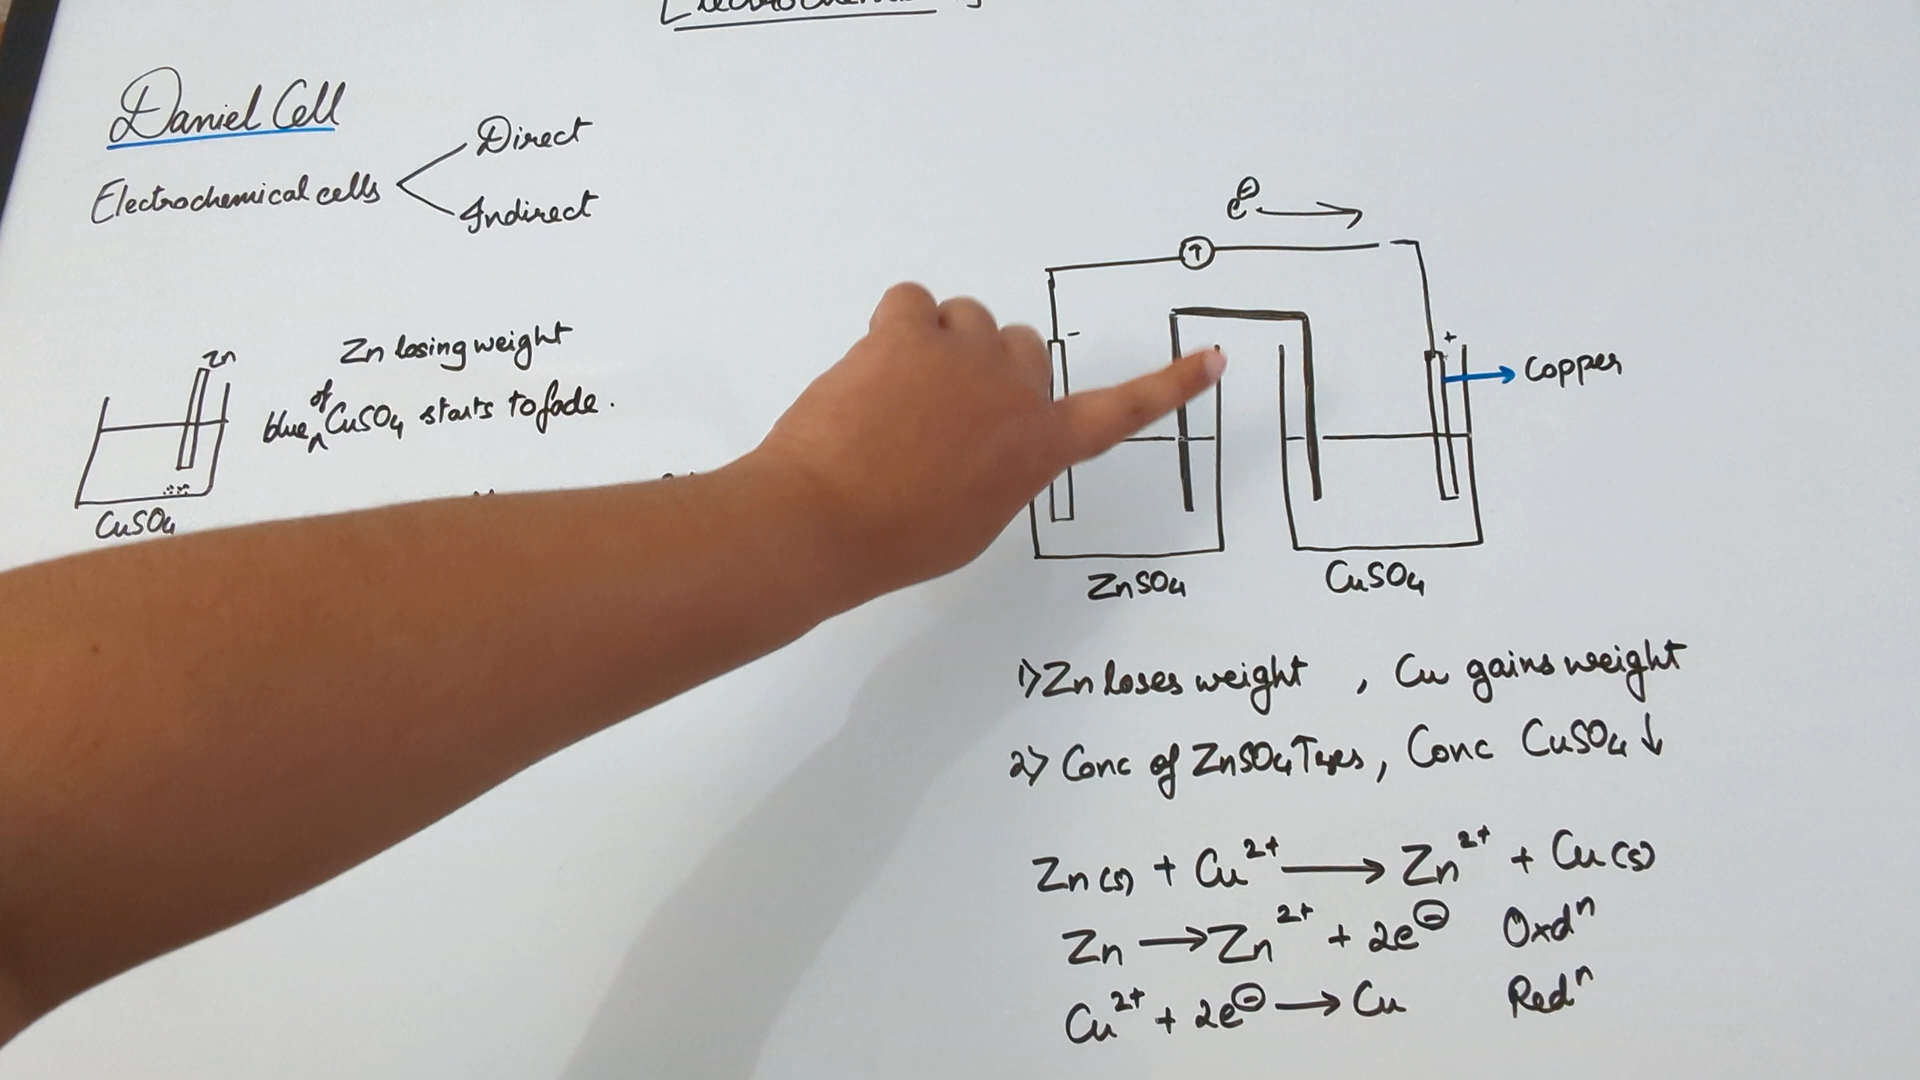 Daniel Cell
Electrochemical cells
Direct
Indirect
Zn
Zn losing weight
of
blue ^ CuSO4 starts to fade.
CuSO4
e⊖ →
-
+
→ Copper
ZnSO4
CuSO4
1) Zn loses weight , Cu gains weight
2) Conc of ZnSO4 ↑ses, Conc CuSO4 ↓
Zn(s) + Cu²⁺ → Zn²⁺ + Cu(s)
Zn → Zn²⁺ + 2e⊖ Oxdⁿ
Cu²⁺ + 2e⊖ → Cu Redⁿ